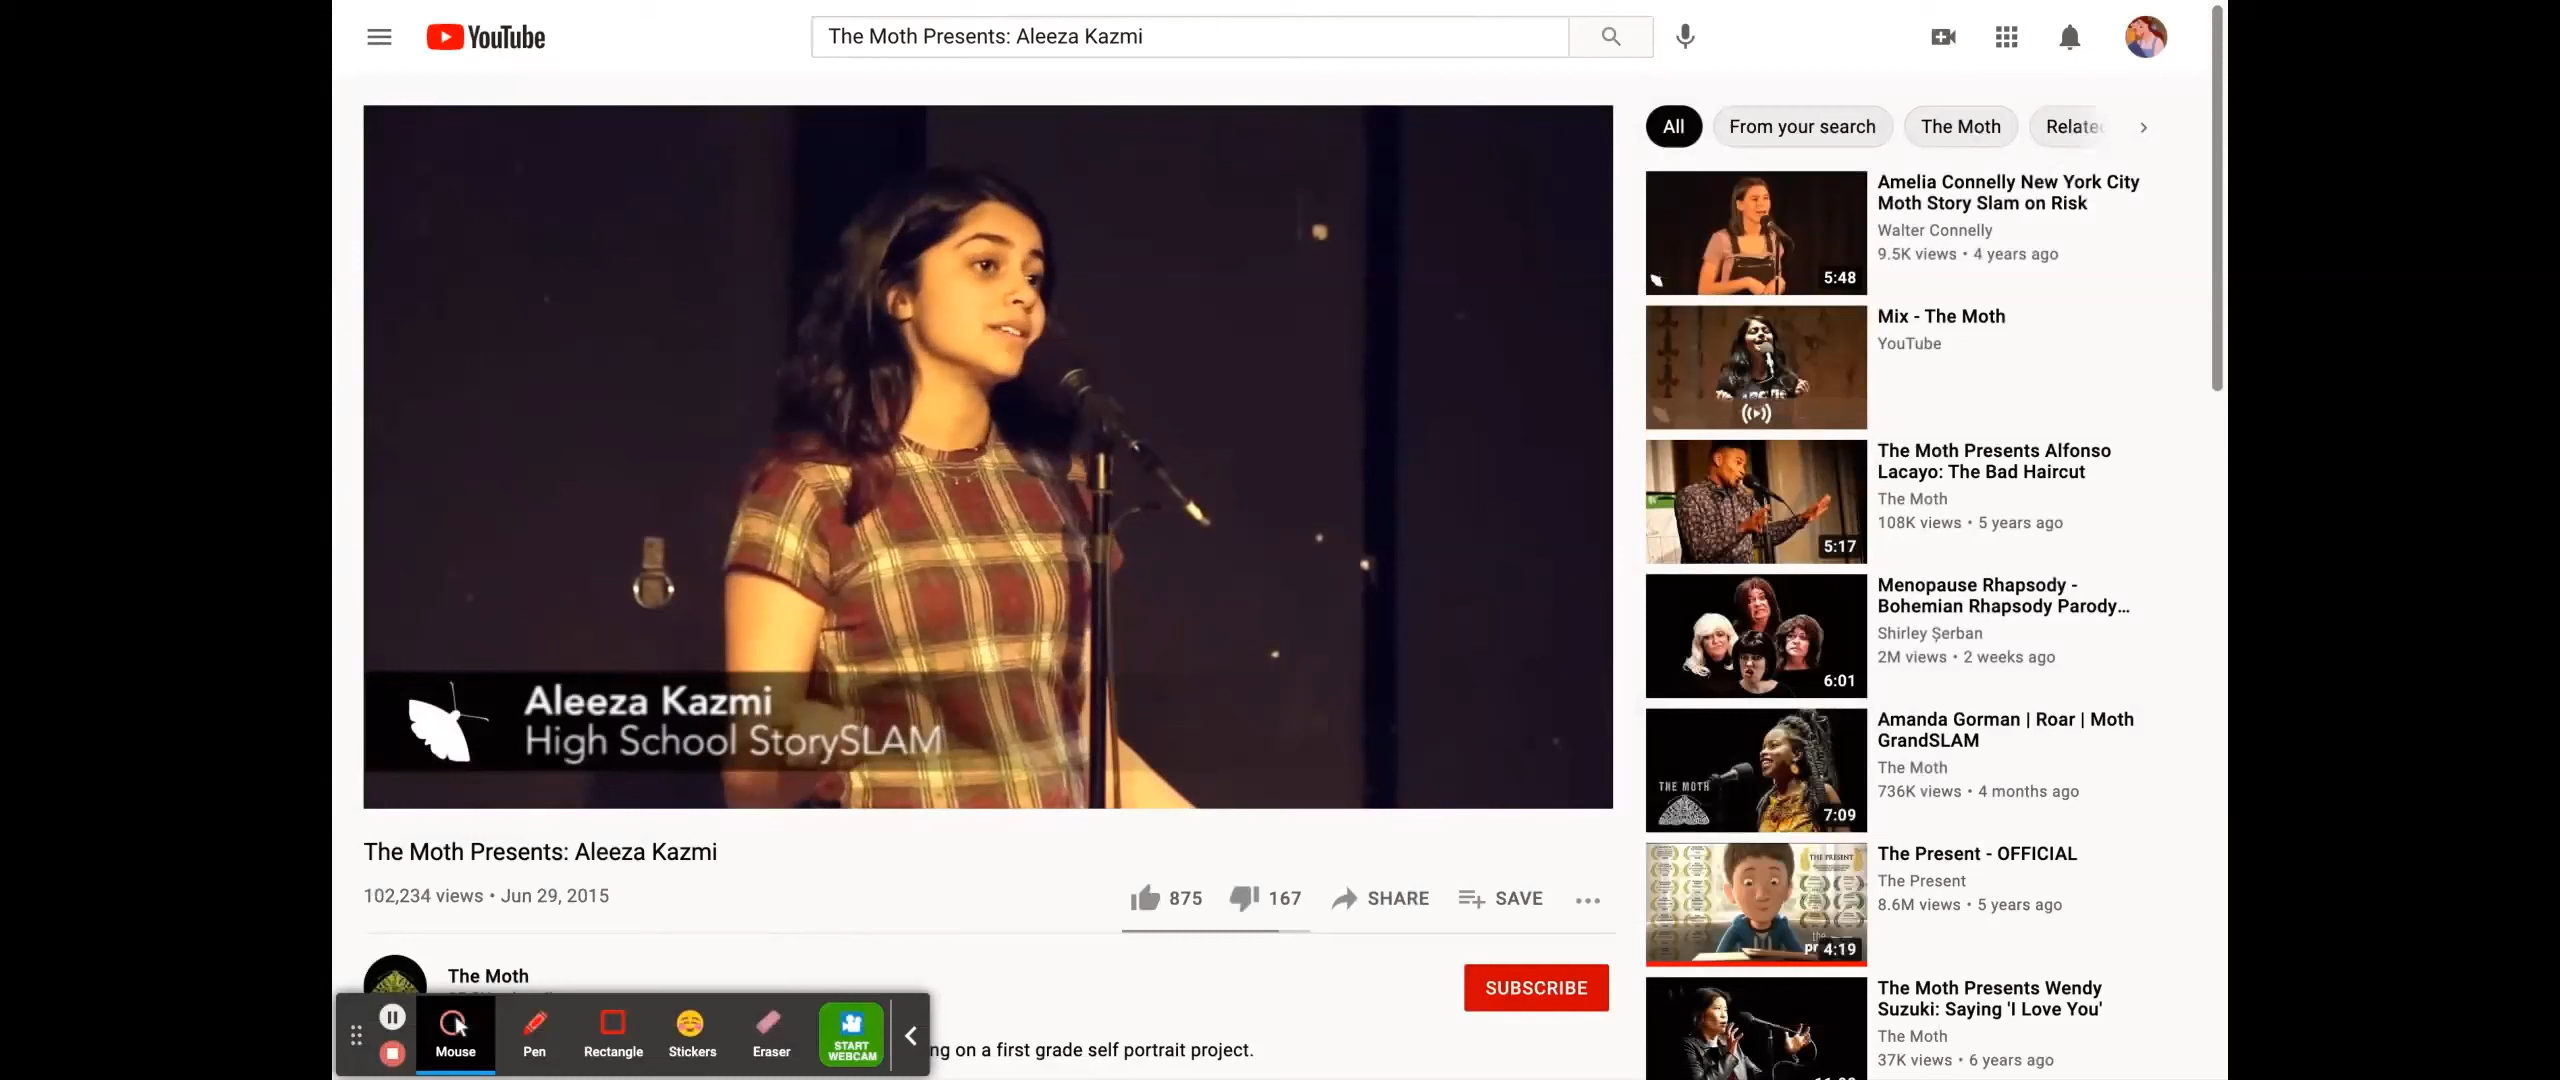 YouTube
The Moth Presents: Aleeza Kazmi
All
From your search
The Moth
Aleeza Kazmi
High School StorySLAM
The Moth Presents: Aleeza Kazmi
102,234 views • Jun 29, 2015
875
167
SHARE
SAVE
The Moth
SUBSCRIBE
on a first grade self portrait project.
Mouse
Pen
Rectangle
Stickers
Eraser
START
WEBCAM
Amelia Connelly New York City
Moth Story Slam on Risk
Walter Connelly
9.5K views • 4 years ago
5:48
Mix - The Moth
YouTube
The Moth Presents Alfonso
Lacayo: The Bad Haircut
The Moth
108K views • 5 years ago
5:17
Menopause Rhapsody -
Bohemian Rhapsody Parody...
Shirley Șerban
2M views • 2 weeks ago
6:01
Amanda Gorman | Roar | Moth
GrandSLAM
The Moth
736K views • 4 months ago
THE MOTH
7:09
The Present - OFFICIAL
The Present
8.6M views • 5 years ago
THE PRESENT
4:19
The Moth Presents Wendy
Suzuki: Saying 'I Love You'
The Moth
37K views • 6 years ago